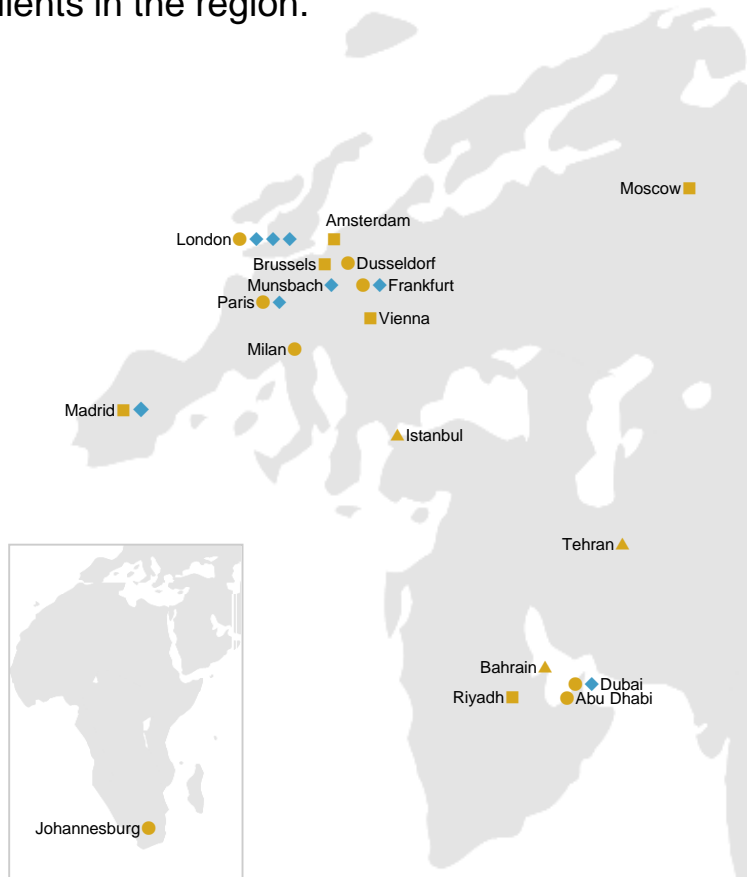 lients in the region.
Moscow
Amsterdam
London
Brussels
Dusseldorf
Munsbach
Frankfurt
Paris
Vienna
Milan
Madrid
Istanbul
Tehran
Bahrain
Dubai
Riyadh
Abu Dhabi
Johannesburg